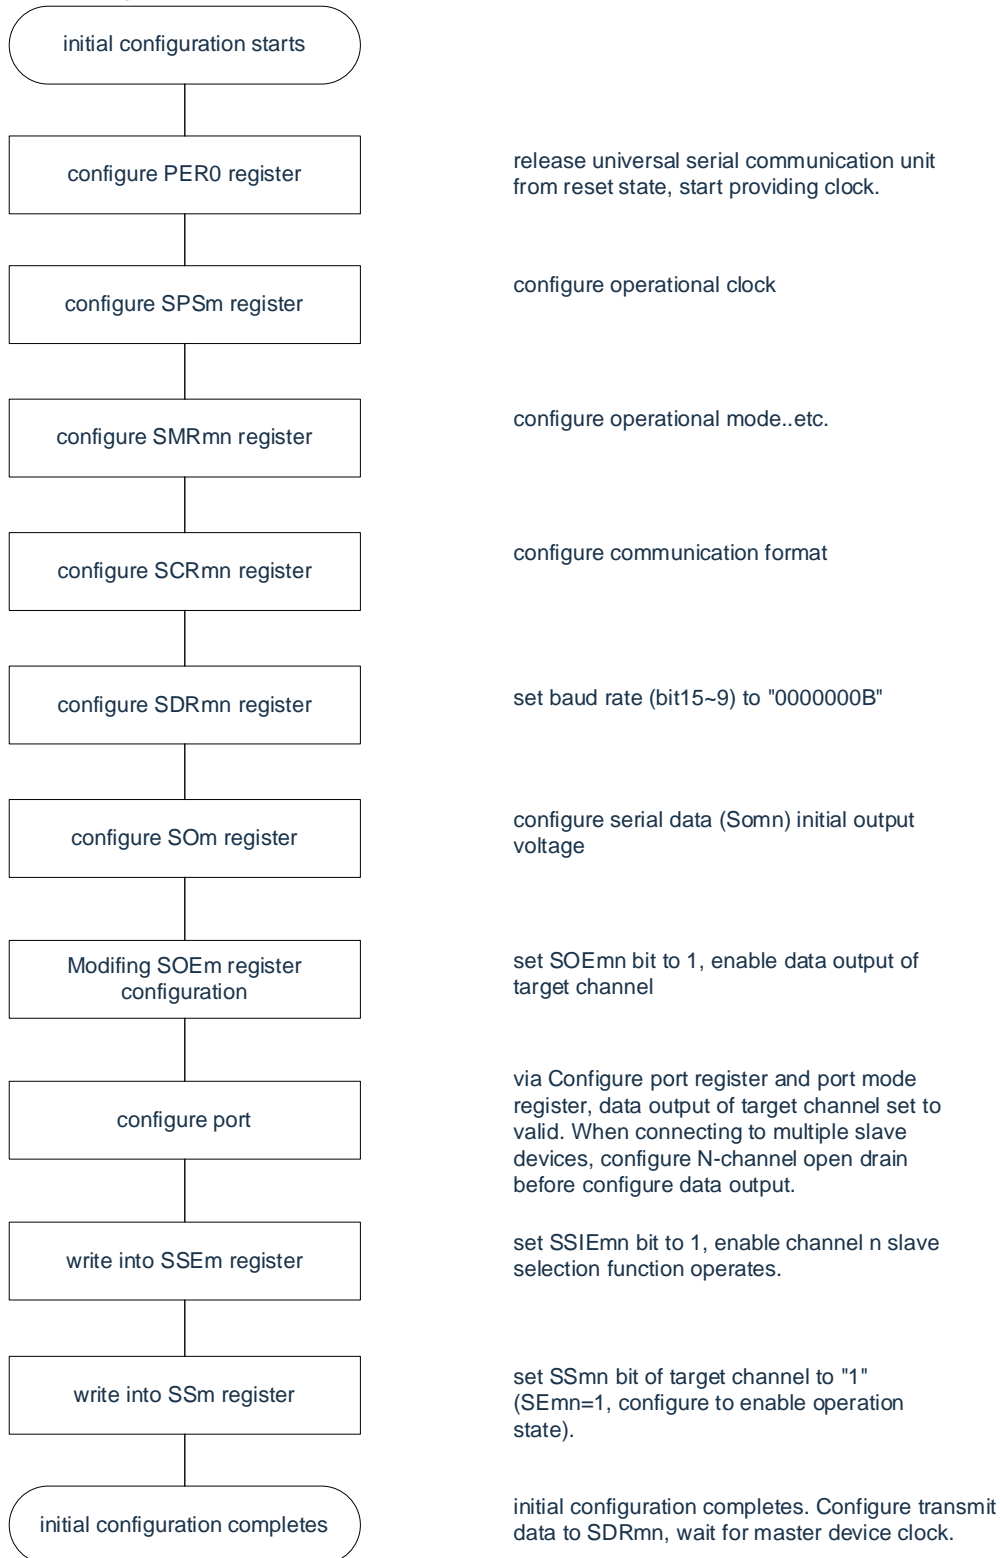 initial configuration starts
configure PER0 register
release universal serial communication unit
from reset state, start providing clock.
configure SPSm register
configure operational clock
configure SMRmn register
configure operational mode..etc.
configure SCRmn register
configure communication format
configure SDRmn register
set baud rate (bit15~9) to "0000000B"
configure SOm register
configure serial data (Somn) initial output
voltage
Modifing SOEm register
configuration
set SOEmn bit to 1, enable data output of
target channel
configure port
via Configure port register and port mode
register, data output of target channel set to
valid. When connecting to multiple slave
devices, configure N-channel open drain
before configure data output.
write into SSEm register
set SSIEmn bit to 1, enable channel n slave
selection function operates.
write into SSm register
set SSmn bit of target channel to "1"
(SEmn=1, configure to enable operation
state).
initial configuration completes
initial configuration completes. Configure transmit
data to SDRmn, wait for master device clock.